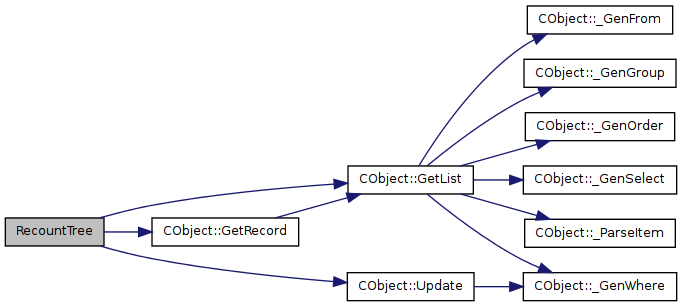 RecountTree
CObject::GetRecord
CObject::GetList
CObject::Update
CObject::_GenFrom
CObject::_GenGroup
CObject::_GenOrder
CObject::_GenSelect
CObject::_ParseItem
CObject::_GenWhere